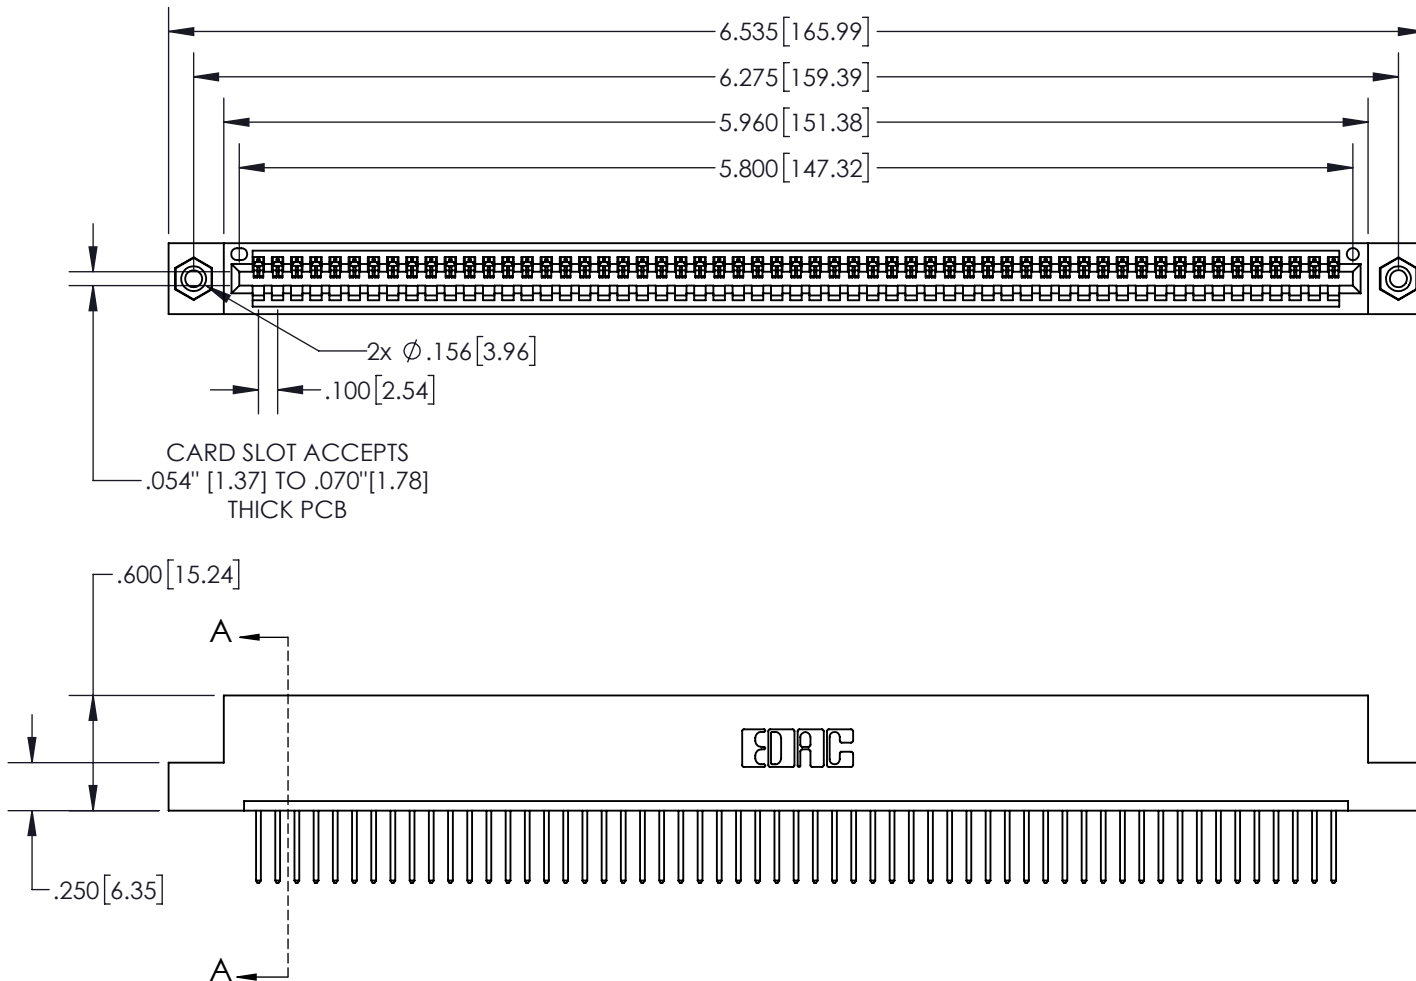 6.535[165.99]
6.275[159.39]
5.960[151.38]
5.800[147.32]
2x Ø.156[3.96]
.100[2.54]
CARD SLOT ACCEPTS
.054" [1.37] TO .070"[1.78]
THICK PCB
.600[15.24]
A
EDAC
.250[6.35]
A